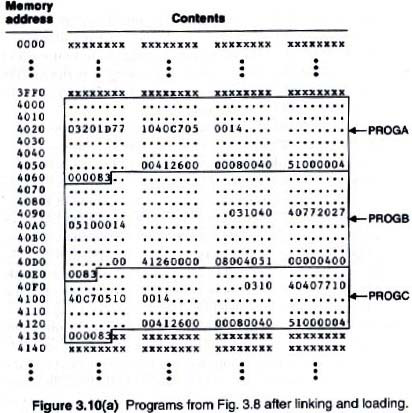 Memory address Contents
0000 xxxxxxxx xxxxxxxx xxxxxxxx xxxxxxxx
3FF0 xxxxxxxx xxxxxxxx xxxxxxxx xxxxxxxx
4000 ........ ........ ........ ........
4010 ........ ........ ........ ........
4020 03201D77 1040C705 0014.... ........ ←PROGA
4030 ........ ........ ........ ........
4040 ........ ........ ........ ........
4050 ........ 00412600 00080040 51000004
4060 000083.. ........ ........ ........
4070 ........ ........ ........ ........
4080 ........ ........ ........ ........
4090 ........ ........ ..031040 40772027 ←PROGB
40A0 05100014 ........ ........ ........
40B0 ........ ........ ........ ........
40C0 ........ ........ ........ ........
40D0 ......00 41260000 08004051 00000400
40E0 0083.... ........ ........ ........
40F0 ........ ........ ....0310 40407710
4100 40C70510 0014.... ........ ........ ←PROGC
4110 ........ ........ ........ ........
4120 ........ 00412600 00080040 51000004
4130 000083xx xxxxxxxx xxxxxxxx xxxxxxxx
4140 xxxxxxxx xxxxxxxx xxxxxxxx xxxxxxxx
Figure 3.10(a) Programs from Fig. 3.8 after linking and loading.